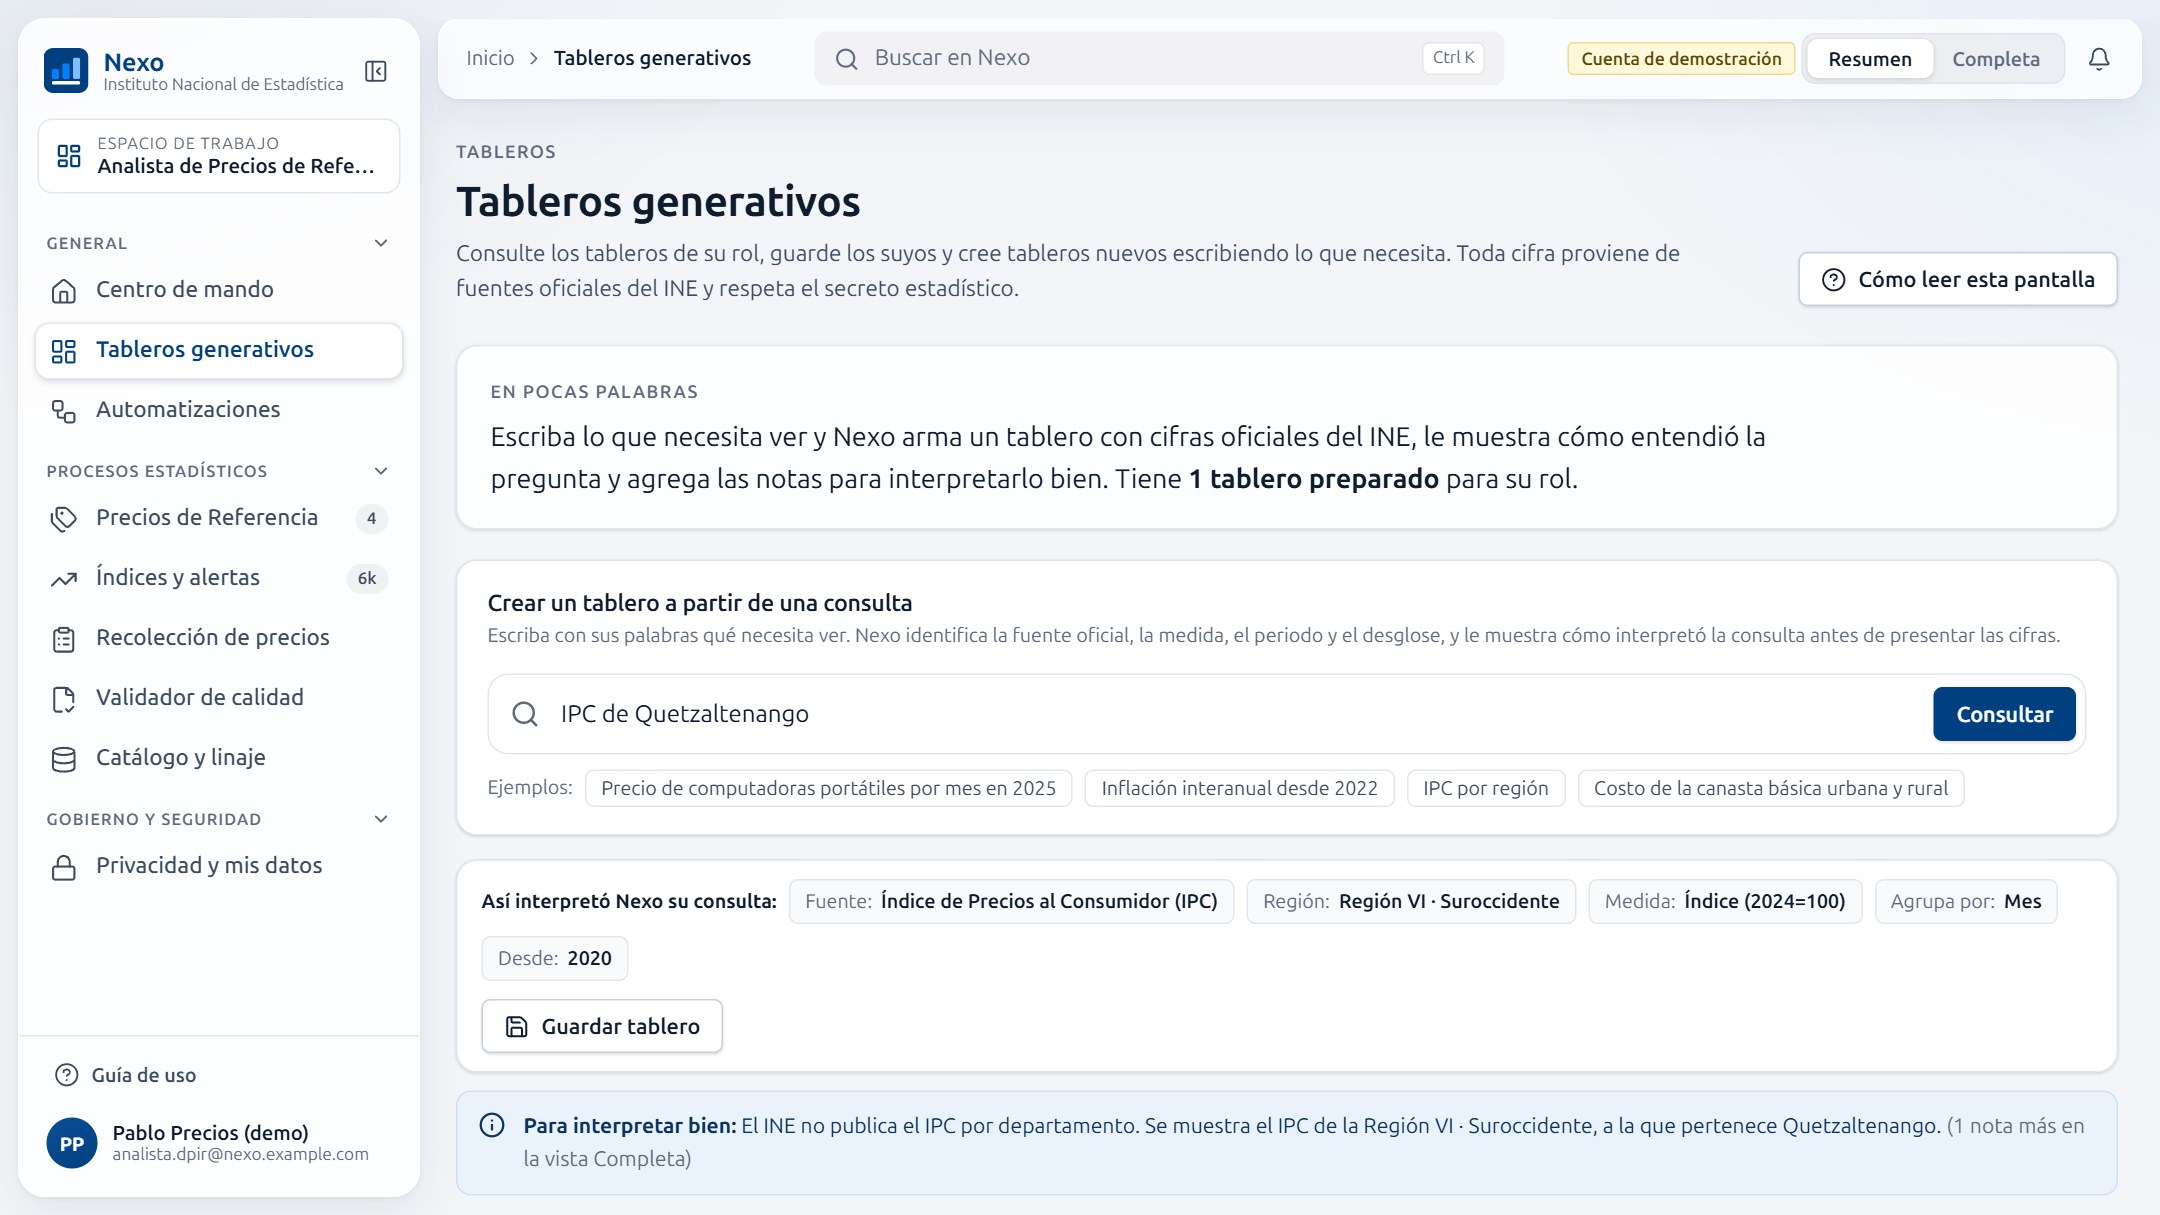 Nexo
Instituto Nacional de Estadística
ESPACIO DE TRABAJO
Analista de Precios de Refe…
GENERAL
Centro de mando
Tableros generativos
Automatizaciones
PROCESOS ESTADÍSTICOS
Precios de Referencia 4
Índices y alertas 6k
Recolección de precios
Validador de calidad
Catálogo y linaje
GOBIERNO Y SEGURIDAD
Privacidad y mis datos
Guía de uso
PP
Pablo Precios (demo)
analista.dpir@nexo.example.com
Inicio > Tableros generativos
Buscar en Nexo Ctrl K
Cuenta de demostración
Resumen Completa
TABLEROS
Tableros generativos
Consulte los tableros de su rol, guarde los suyos y cree tableros nuevos escribiendo lo que necesita. Toda cifra proviene de
fuentes oficiales del INE y respeta el secreto estadístico.
Cómo leer esta pantalla
EN POCAS PALABRAS
Escriba lo que necesita ver y Nexo arma un tablero con cifras oficiales del INE, le muestra cómo entendió la
pregunta y agrega las notas para interpretarlo bien. Tiene 1 tablero preparado para su rol.
Crear un tablero a partir de una consulta
Escriba con sus palabras qué necesita ver. Nexo identifica la fuente oficial, la medida, el periodo y el desglose, y le muestra cómo interpretó la consulta antes de presentar las cifras.
IPC de Quetzaltenango
Consultar
Ejemplos: Precio de computadoras portátiles por mes en 2025 Inflación interanual desde 2022 IPC por región Costo de la canasta básica urbana y rural
Así interpretó Nexo su consulta: Fuente: Índice de Precios al Consumidor (IPC) Región: Región VI · Suroccidente Medida: Índice (2024=100) Agrupa por: Mes
Desde: 2020
Guardar tablero
Para interpretar bien: El INE no publica el IPC por departamento. Se muestra el IPC de la Región VI · Suroccidente, a la que pertenece Quetzaltenango. (1 nota más en
la vista Completa)